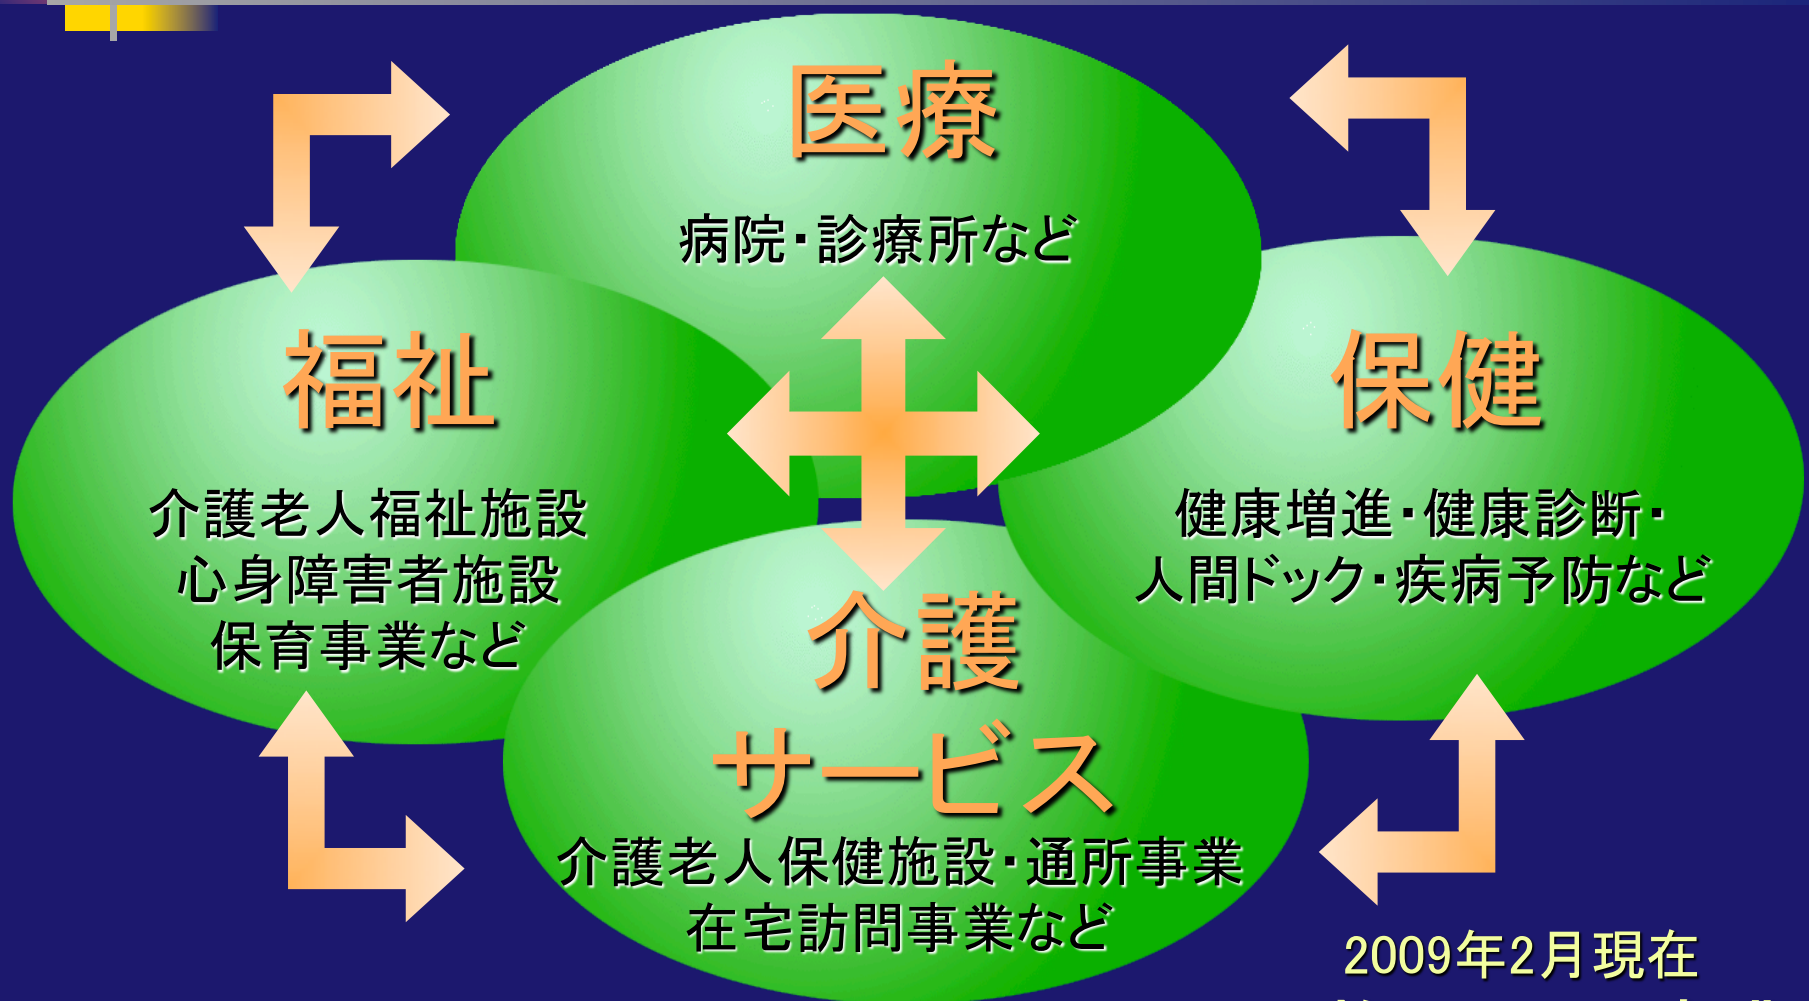 医療
病院・診療所など
福祉
介護老人福祉施設
心身障害者施設
保育事業など
保健
健康増進・健康診断・
人間ドック・疾病予防など
介護
サービス
介護老人保健施設・通所事業
在宅訪問事業など
2009年2月現在